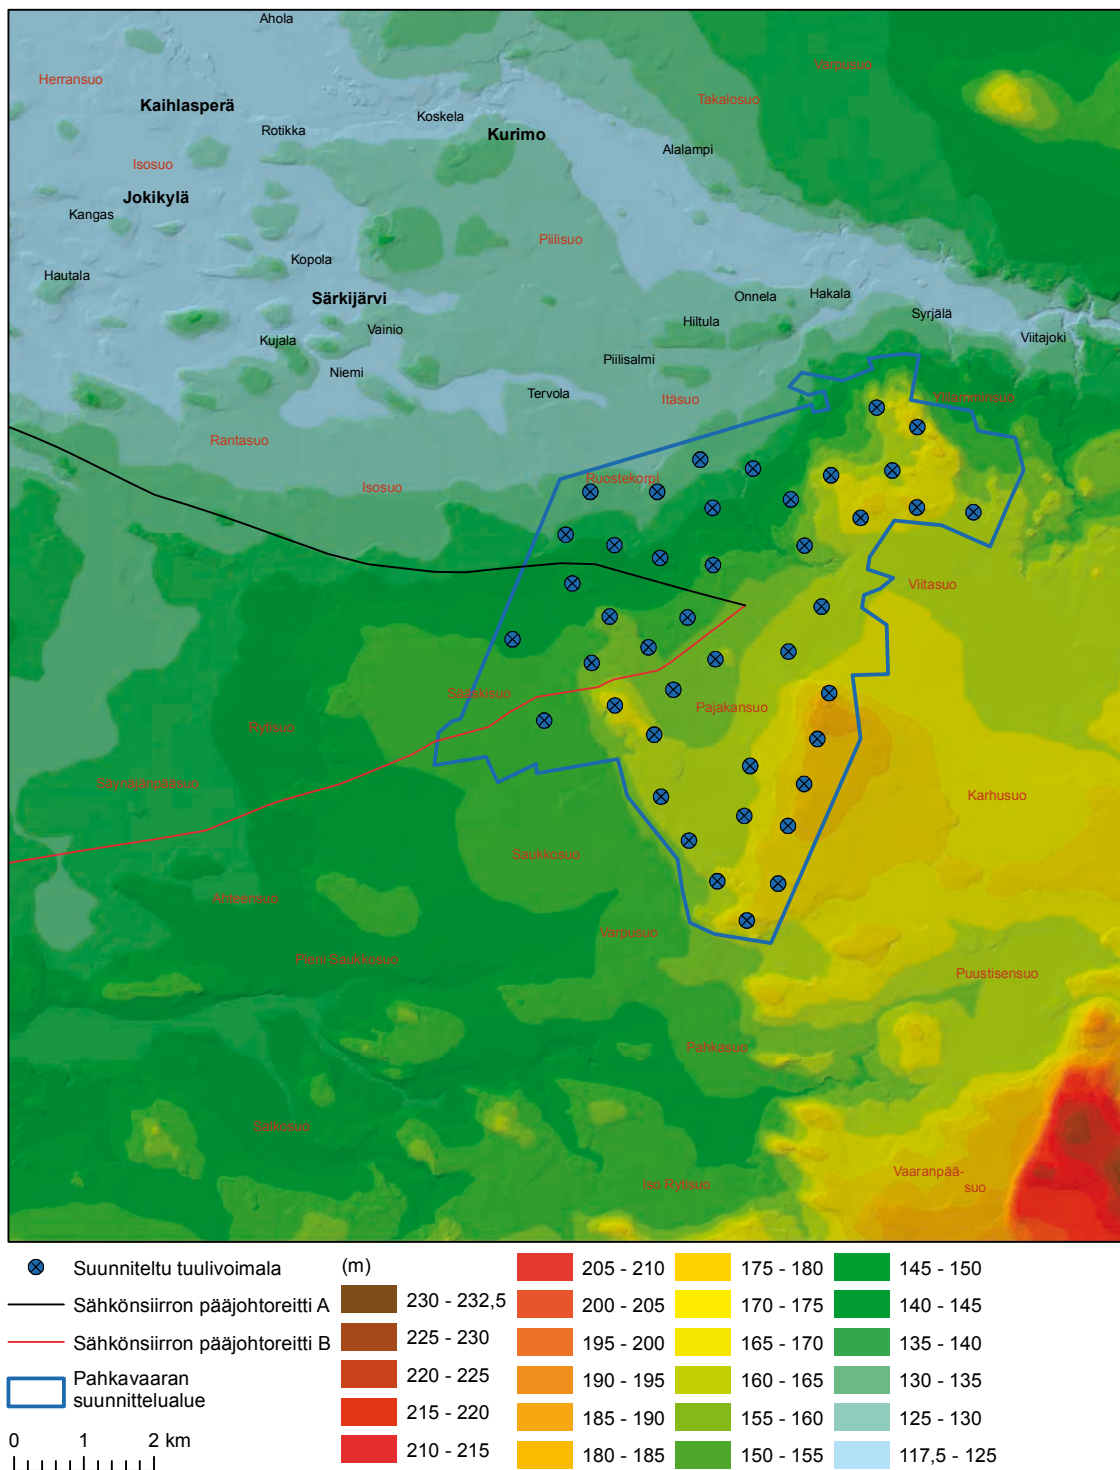 Ahola
Varpusuo
Herransuo
Takalosuo
Kaihlasperä
Koskela
Rotikka
Kurimo
Alalampi
Isosuo
Jokikylä
Kangas
Piilisuo
Kopola
Hautala
Särkijärvi
Onnela
Hakala
Syrjälä
Hiltula
Vainio
Kujala
Viitajoki
Piilisalmi
Niemi
Tervola
Itäsuo
Rantasuo
Ruostekorpi
Isosuo
Viitasuo
Säilskisuo
Pajakansuo
Rytisuo
Karhusuo
Saukkosuo
Ahteensuo
Varpusuo
Pieni Saukkosuo
Puustisensuo
Pahkasuo
Salkosuo
Vaaranpää-
suo
Iso Rytisuo
Suunniteltu tuulivoimala
Sähkönsiirron pääjohtoreitti A
Sähkönsiirron pääjohtoreitti B
Pahkavaaran
suunnittelualue
0 1 2 km
(m)
230 - 232,5
225 - 230
220 - 225
215 - 220
210 - 215
205 - 210
200 - 205
195 - 200
190 - 195
185 - 190
180 - 185
175 - 180
170 - 175
165 - 170
160 - 165
155 - 160
150 - 155
145 - 150
140 - 145
135 - 140
130 - 135
125 - 130
117,5 - 125